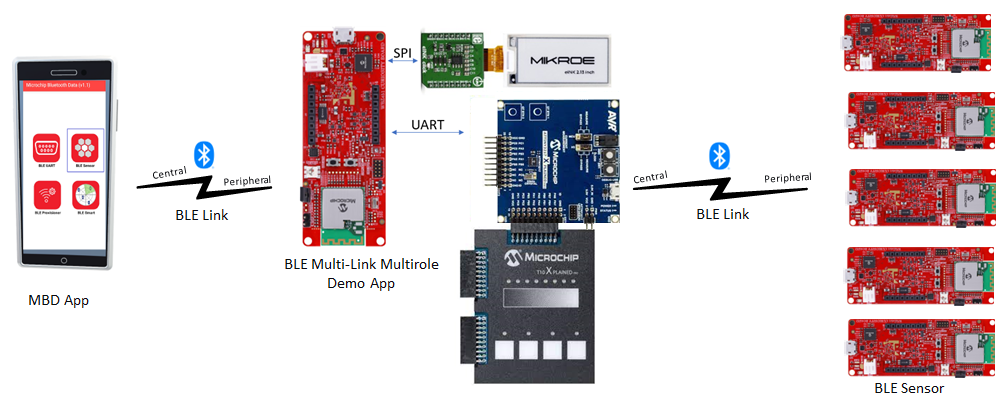 Microchip Bluetooth Data (v1.1)
BLE UART
BLE Sensor
BLE Provisioner
BLE Smart
MBD App
Central
Peripheral
BLE Link
SPI
UART
MICROCHIP
BLE Multi-Link Multirole
Demo App
MIKROE
eINK 2.13 inch
AVR
MICROCHIP
MICROCHIP
T10 XPLAINED PRO
Central
Peripheral
BLE Link
BLE Sensor